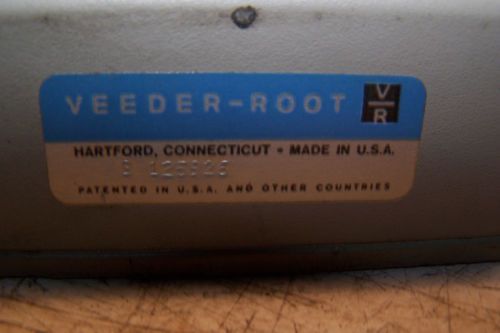 VEEDER-ROOT V/R
HARTFORD, CONNECTICUT • MADE IN U.S.A.
PATENTED IN U.S.A. AND OTHER COUNTRIES